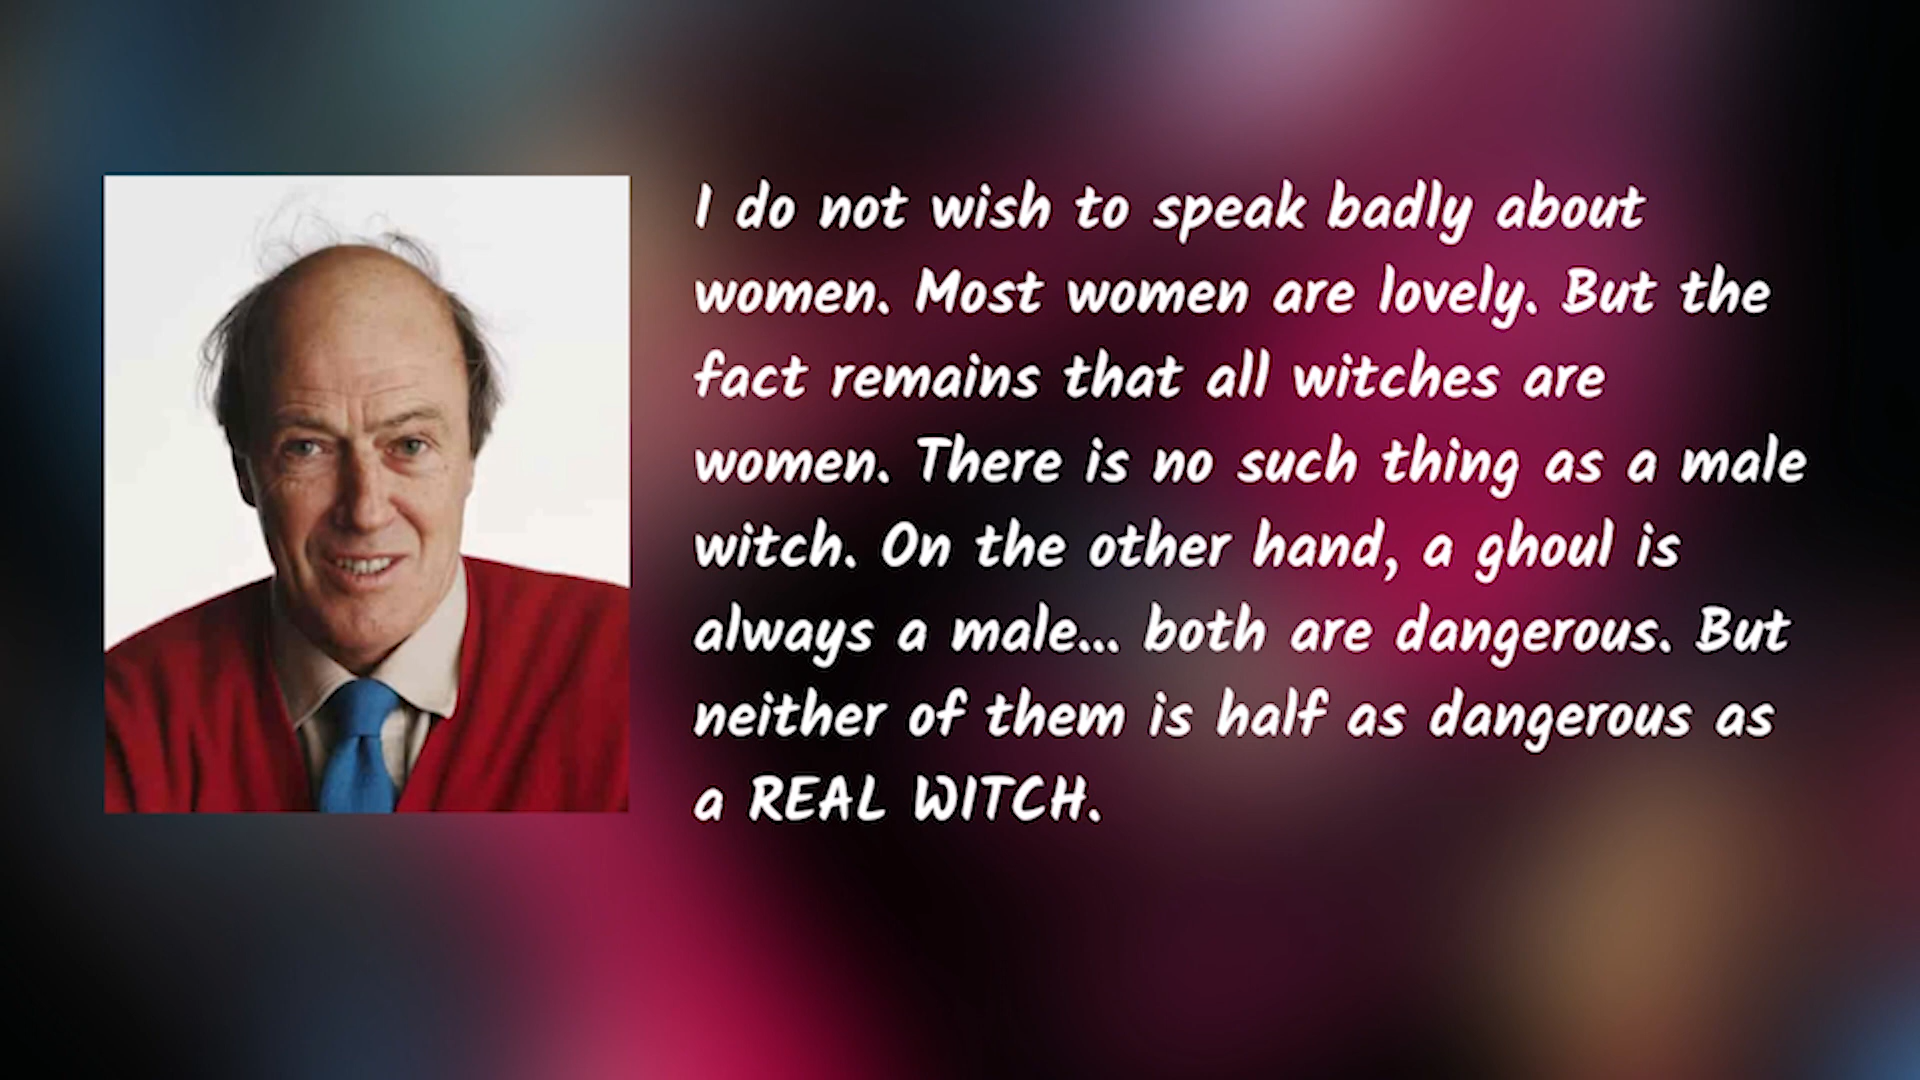 I do not wish to speak badly about
women. Most women are lovely. But the
fact remains that all witches are
women. There is no such thing as a male
witch. On the other hand, a ghoul is
always a male... both are dangerous. But
neither of them is half as dangerous as
a REAL WITCH.